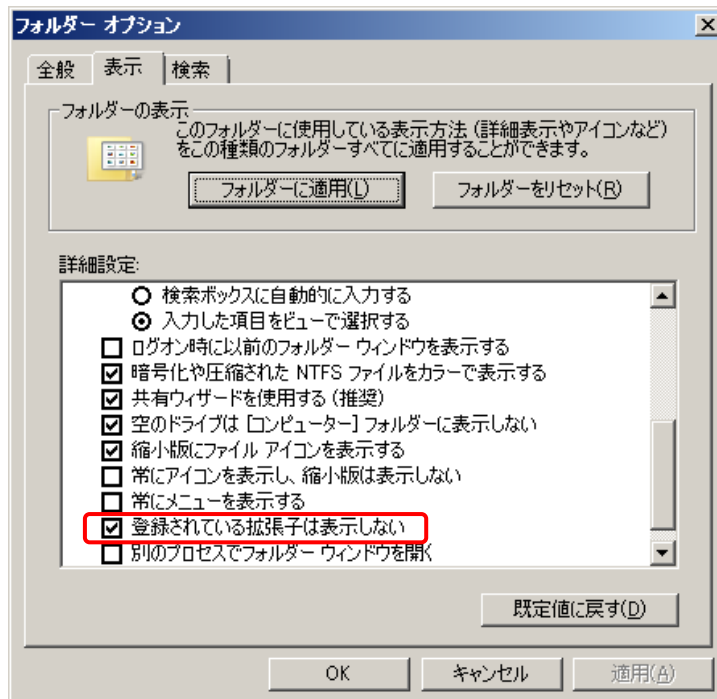 フォルダー オプション
全般
表示
検索
フォルダーの表示
このフォルダーに使用している表示方法 (詳細表示やアイコンなど)
をこの種類のフォルダーすべてに適用することができます。
フォルダーに適用(L)
フォルダーをリセット(R)
詳細設定:
検索ボックスに自動的に入力する
入力した項目をビューで選択する
ログオン時に以前のフォルダー ウィンドウを表示する
暗号化や圧縮された NTFS ファイルをカラーで表示する
共有ウィザードを使用する (推奨)
空のドライブは [コンピューター] フォルダーに表示しない
縮小版にファイル アイコンを表示する
常にアイコンを表示し、縮小版は表示しない
常にメニューを表示する
登録されている拡張子は表示しない
別のプロセスでフォルダー ウィンドウを開く
既定値に戻す(D)
OK
キャンセル
適用(A)